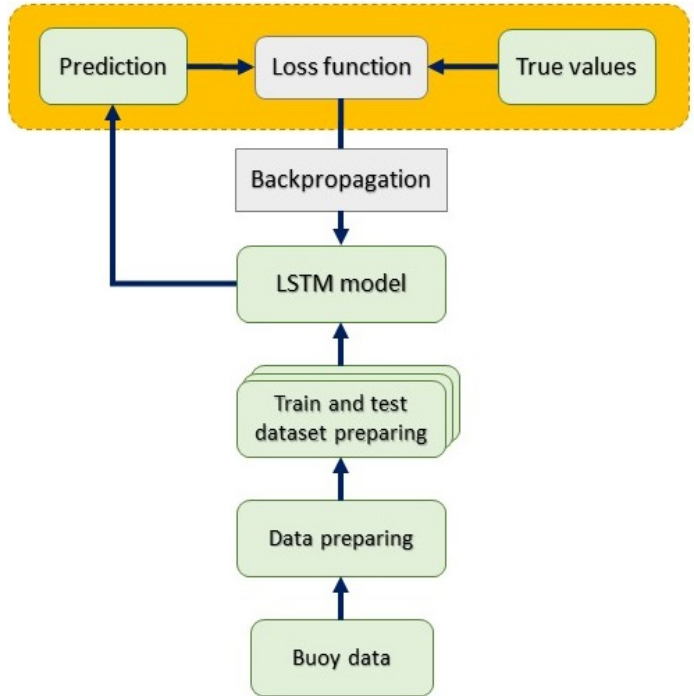 Prediction
Loss function
True values
Backpropagation
LSTM model
Train and test
dataset preparing
Data preparing
Buoy data